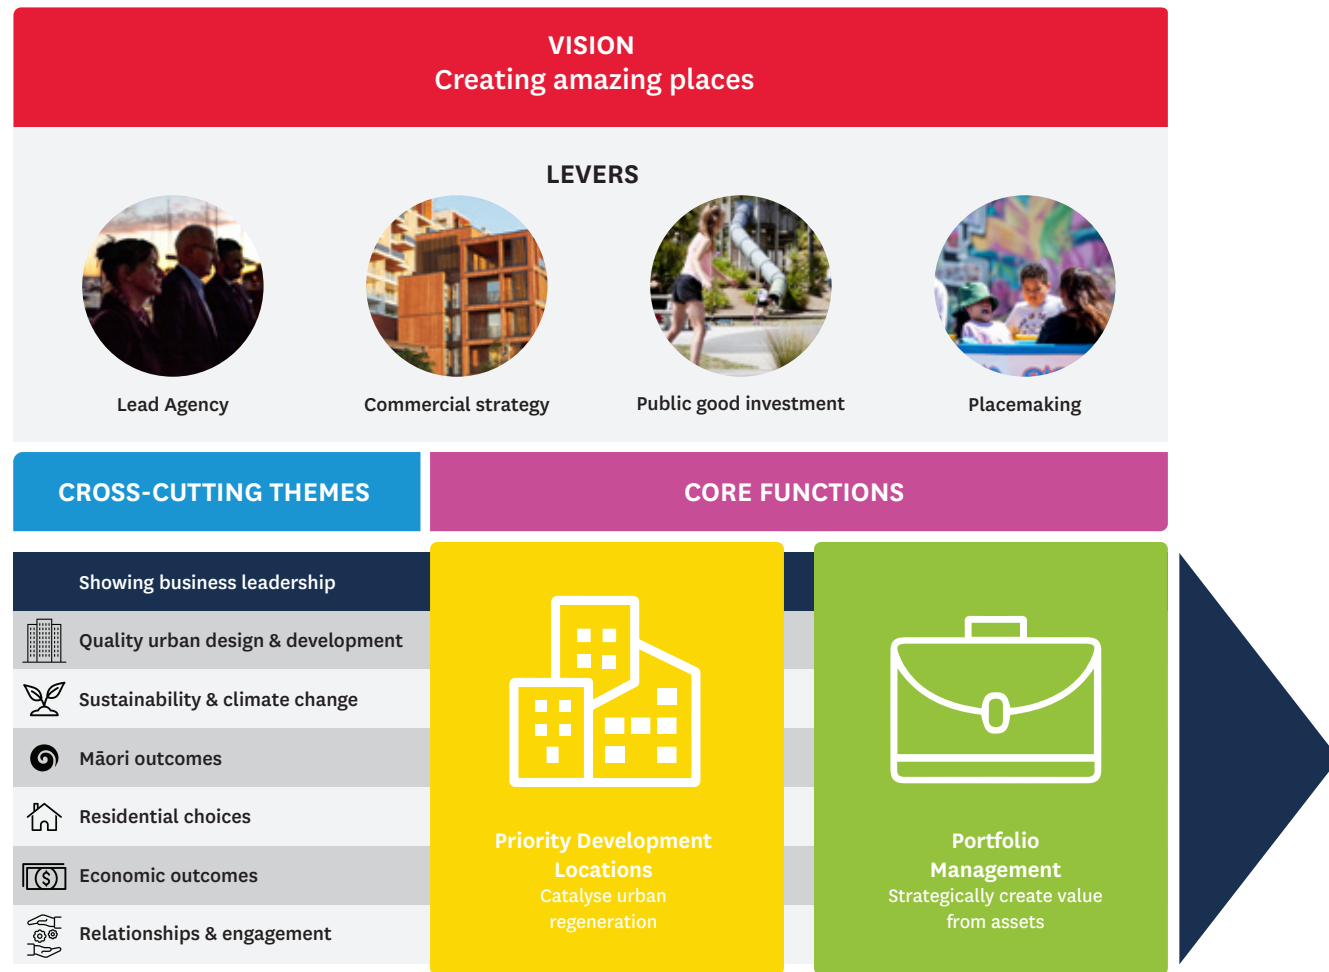 VISION
Creating amazing places
LEVERS
Lead Agency
Commercial strategy
Public good investment
Placemaking
CROSS-CUTTING THEMES
CORE FUNCTIONS
Showing business leadership
Quality urban design & development
Sustainability & climate change
Māori outcomes
Residential choices
Economic outcomes
Relationships & engagement
Priority Development
Locations
Catalyse urban
regeneration
Portfolio
Management
Strategically create value
from assets